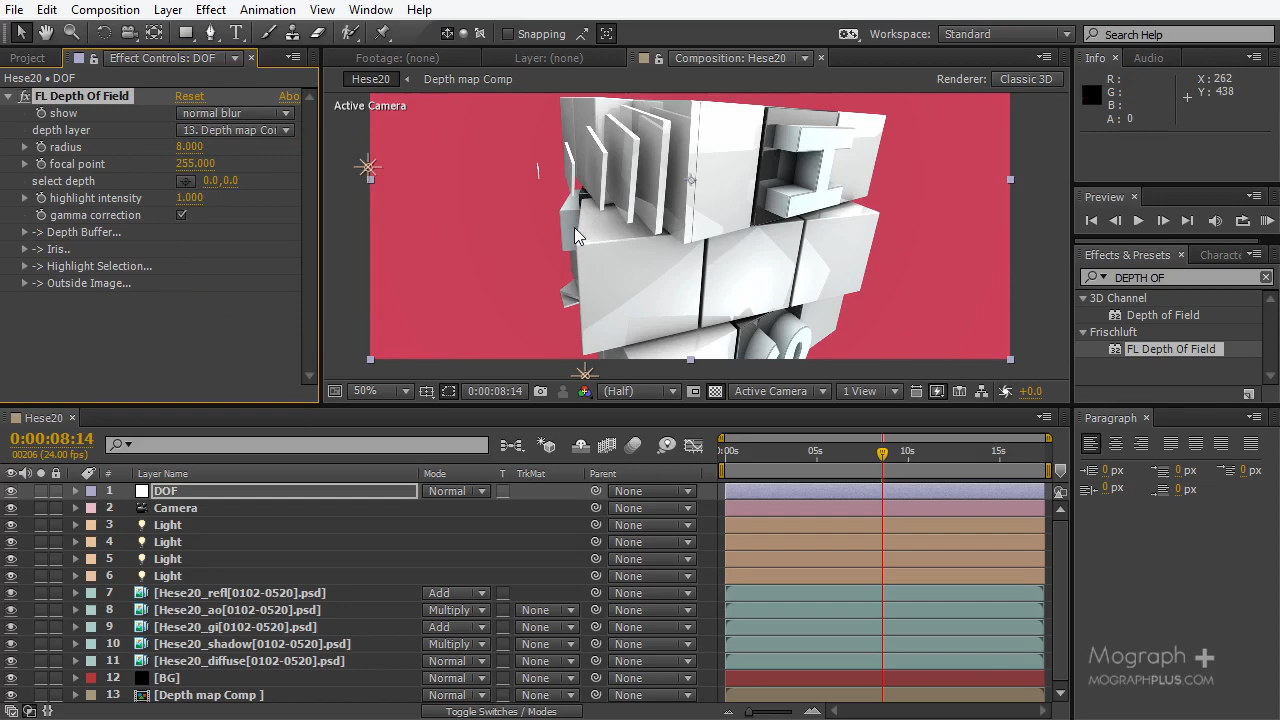 File Edit Composition Layer Effect Animation View Window Help
Snapping Workspace: Standard Search Help
Project Effect Controls: DOF Footage: (none) Layer: (none) Composition: Hese20 Info Audio
Hese20 • DOF Hese20 Depth map Comp Renderer: Classic 3D
fx FL Depth Of Field Reset Abo
Active Camera
R: X: 262
G: Y: 438
B:
A: 0
show normal blur
depth layer 13. Depth map Co
radius 8.000
focal point 255.000
select depth 0.0,0.0
highlight intensity 1.000
gamma correction
-> Depth Buffer...
-> Iris..
-> Highlight Selection...
-> Outside Image...
Preview
Effects & Presets Characte
DEPTH OF
3D Channel
32 Depth of Field
Frischluft
32 FL Depth Of Field
50% 0:00:08:14 (Half) Active Camera 1 View +0.0
Hese20
0:00:08:14
00206 (24.00 fps)
# Layer Name Mode T TrkMat Parent
0:00s 05s 10s 15s
1 DOF Normal None
2 Camera None
3 Light None
4 Light None
5 Light None
6 Light None
7 [Hese20_refl[0102-0520].psd] Add None
8 [Hese20_ao[0102-0520].psd] Multiply None None
9 [Hese20_gi[0102-0520].psd] Add None None
10 [Hese20_shadow[0102-0520].psd] Multiply None None
11 [Hese20_diffuse[0102-0520].psd] Normal None None
12 [BG] Normal None None
13 [Depth map Comp ] Normal None None
Toggle Switches / Modes
Paragraph
0 px 0 px 0 px
0 px 0 px
Mograph +
MOGRAPHPLUS.COM